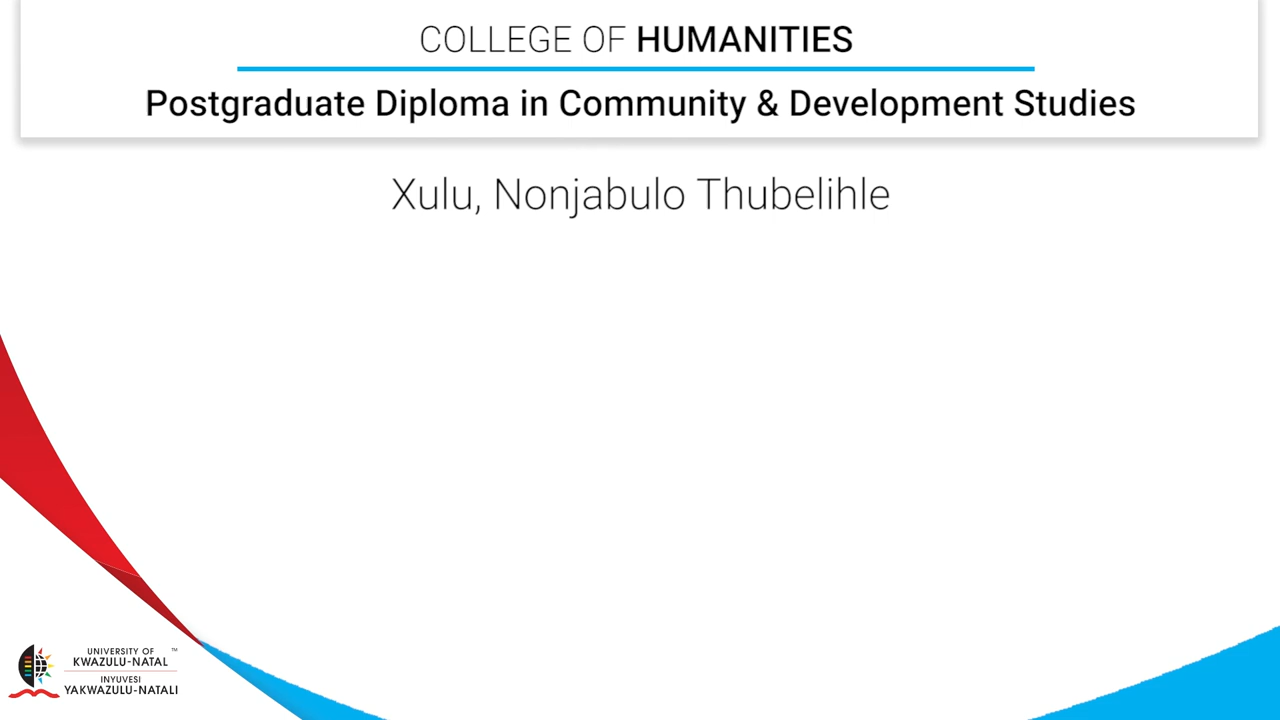 COLLEGE OF HUMANITIES
Postgraduate Diploma in Community & Development Studies
Xulu, Nonjabulo Thubelihle
UNIVERSITY OF ™
KWAZULU-NATAL
INYUVESI
YAKWAZULU-NATALI